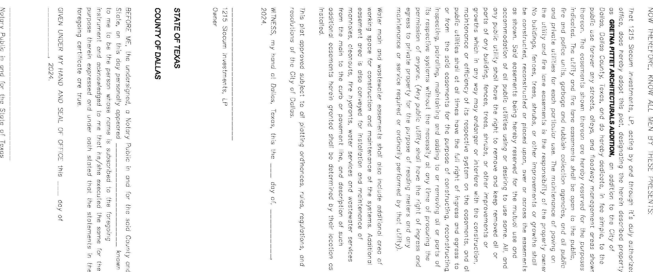 NOW THEREFORE, KNOW ALL MEN BY THESE PRESENTS:
That 1215 Slocum Investments, LP, acting by and through it's duly authorized
office, does hereby adopt this plat, designating the herein described property
as GREEN PETTEE ARCHITECTURALS ADDITION, an addition to the City of
Dallas, Dallas County, Texas, and do hereby dedicate, in fee simple, to the
public use forever any streets, alleys, and floodway management areas shown
thereon. The easements shown thereon are hereby reserved for the purposes
indicated. The utility and fire lane easements shall be open to the public,
fire and police units, garbage and rubbish collection agencies, and all public
and private utilities for each particular use. The maintenance of paving on
the utility and fire lane easements is the responsibility of the property owner.
No buildings, fences, trees, shrubs, or other improvements or growths shall
be constructed, reconstructed or placed upon, over or across the easements
as shown. Said easements being hereby reserved for the mutual use and
accommodation of all public utilities using or desiring to use same. All, and
any public utility shall have the right to remove and keep removed all or
parts of any building, fences, trees, shrubs, or other improvements or
growths which in any way may endanger or interfere with the construction,
maintenance or efficiency of its respective system on the easements, and all
public utilities shall at all times have the full right of ingress and egress to
or from the said easements for the purpose of constructing, reconstructing,
inspecting, patrolling, maintaining and adding to or removing all or parts of
its respective systems without the necessity at any time of procuring the
permission of anyone. (Any public utility shall have the right of ingress and
egress to private property for the purpose of reading meters and any
maintenance or service required or ordinarily performed by that utility).
Water main and wastewater easements shall also include additional area of
working space for construction and maintenance of the systems. Additional
easement area is also conveyed for installation and maintenance of
manholes, cleanouts, fire hydrants, water services and wastewater services
from the main to the curb or pavement line, and description of such
additional easements herein granted shall be determined by their location as
installed.
This plat approved subject to all platting ordinances, rules, regulations, and
resolutions of the City of Dallas.
WITNESS, my hand at Dallas, Texas, this the ____ day of,
2024.
1215 Slocum Investments, LP
Owner
STATE OF TEXAS
COUNTY OF DALLAS
BEFORE ME, the undersigned, a Notary Public in and for the said County and
State, on this day personally appeared ____ known
to me to be the person whose name is subscribed to the foregoing
instrument and acknowledged to me that he/she executed the same for the
purpose therein expressed and under oath stated that the statements in the
foregoing certificate are true.
GIVEN UNDER MY HAND AND SEAL OF OFFICE this ____ day of
____ 2024.
Notary Public in and for the State of Texas